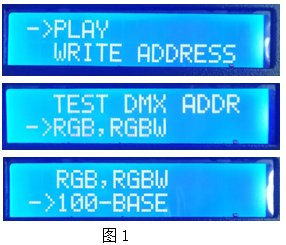 ->PLAY
WRITE ADDRESS
TEST DMX ADDR
->RGB,RGBW
RGB,RGBW
->100-BASE
图1